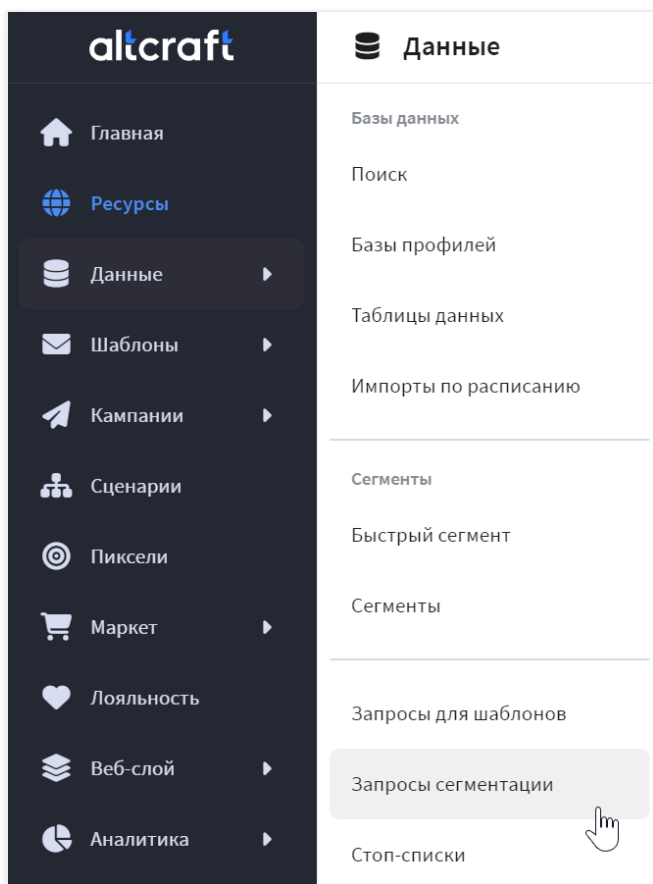 altcraft
Главная
Ресурсы
Данные
Шаблоны
Кампании
Сценарии
Пиксели
Маркет
Лояльность
Веб-слой
Аналитика
Данные
Базы данных
Поиск
Базы профилей
Таблицы данных
Импорты по расписанию
Сегменты
Быстрый сегмент
Сегменты
Запросы для шаблонов
Запросы сегментации
Стоп-списки